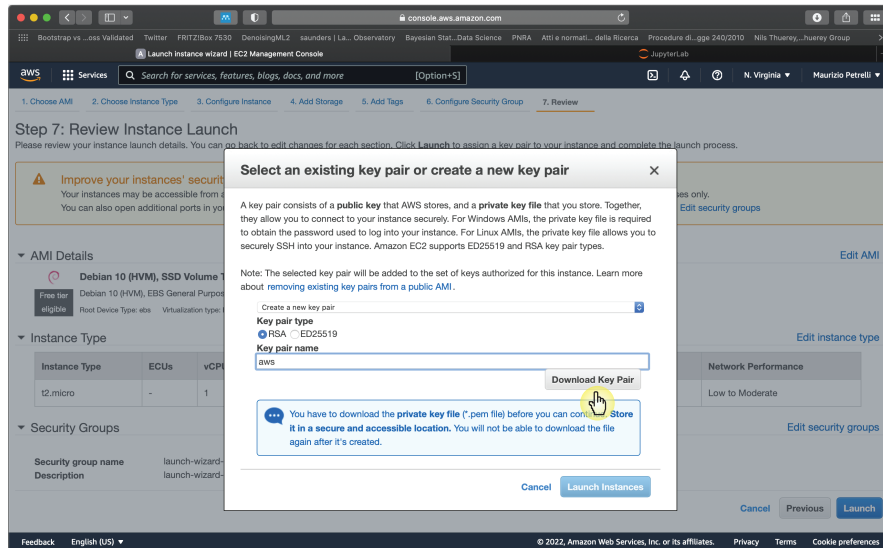 console.aws.amazon.com
Bootstrap vs ...oss Validated Twitter FRITZ!Box 7530 DenoisingML2 saunders | La... Observatory Bayesian Stat...Data Science PNRA Atti e normati... della Ricerca Procedure di...gge 240/2010 Nils Thuerey,...huerey Group
Launch instance wizard | EC2 Management Console JupyterLab
aws Services Search for services, features, blogs, docs, and more [Option+S] N. Virginia ▼ Maurizio Petrelli ▼
1. Choose AMI 2. Choose Instance Type 3. Configure Instance 4. Add Storage 5. Add Tags 6. Configure Security Group 7. Review
Step 7: Review Instance Launch
Please review your instance launch details. You can go back to edit changes for each section. Click Launch to assign a key pair to your instance and complete the launch process.
Improve your instances' securit
Your instances may be accessible from a
es only.
You can also open additional ports in you
Edit security groups
AMI Details
Edit AMI
Debian 10 (HVM), SSD Volume T
Free tier eligible
Debian 10 (HVM), EBS General Purpos
Root Device Type: ebs Virtualization type:
Instance Type
Edit instance type
Instance Type ECUs vCPU Network Performance
t2.micro - 1 Low to Moderate
Security Groups
Edit security groups
Security group name launch-wizard-
Description launch-wizard-
Select an existing key pair or create a new key pair ×
A key pair consists of a public key that AWS stores, and a private key file that you store. Together,
they allow you to connect to your instance securely. For Windows AMIs, the private key file is required
to obtain the password used to log into your instance. For Linux AMIs, the private key file allows you to
securely SSH into your instance. Amazon EC2 supports ED25519 and RSA key pair types.
Note: The selected key pair will be added to the set of keys authorized for this instance. Learn more
about removing existing key pairs from a public AMI.
Create a new key pair
Key pair type
RSA ED25519
Key pair name
aws
Download Key Pair
You have to download the private key file (*.pem file) before you can Store
it in a secure and accessible location. You will not be able to download the file
again after it's created.
Cancel Launch Instances
Cancel Previous Launch
Feedback English (US) ▼ © 2022, Amazon Web Services, Inc. or its affiliates. Privacy Terms Cookie preferences